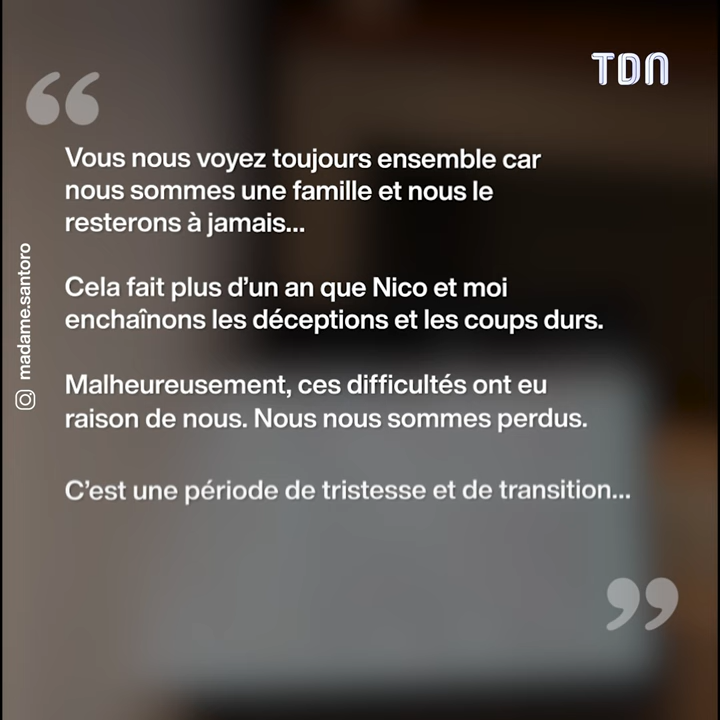 TDN
“
Vous nous voyez toujours ensemble car
nous sommes une famille et nous le
resterons à jamais...
Cela fait plus d’un an que Nico et moi
enchaînons les déceptions et les coups durs.
Malheureusement, ces difficultés ont eu
raison de nous. Nous nous sommes perdus.
C’est une période de tristesse et de transition...
”
madame.santoro